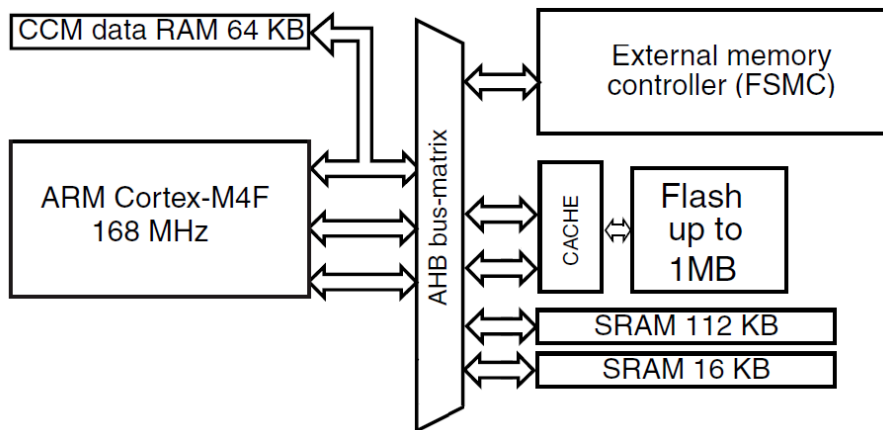 CCM data RAM 64 KB
ARM Cortex-M4F
168 MHz
AHB bus-matrix
External memory
controller (FSMC)
CACHE
Flash
up to
1MB
SRAM 112 KB
SRAM 16 KB